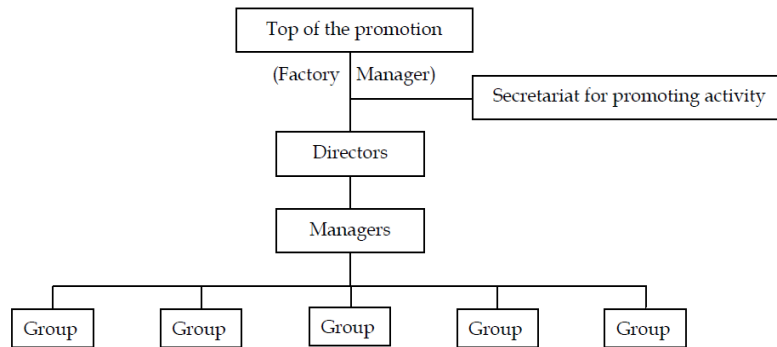 Top of the promotion
(Factory Manager)
Secretariat for promoting activity
Directors
Managers
Group Group Group Group Group